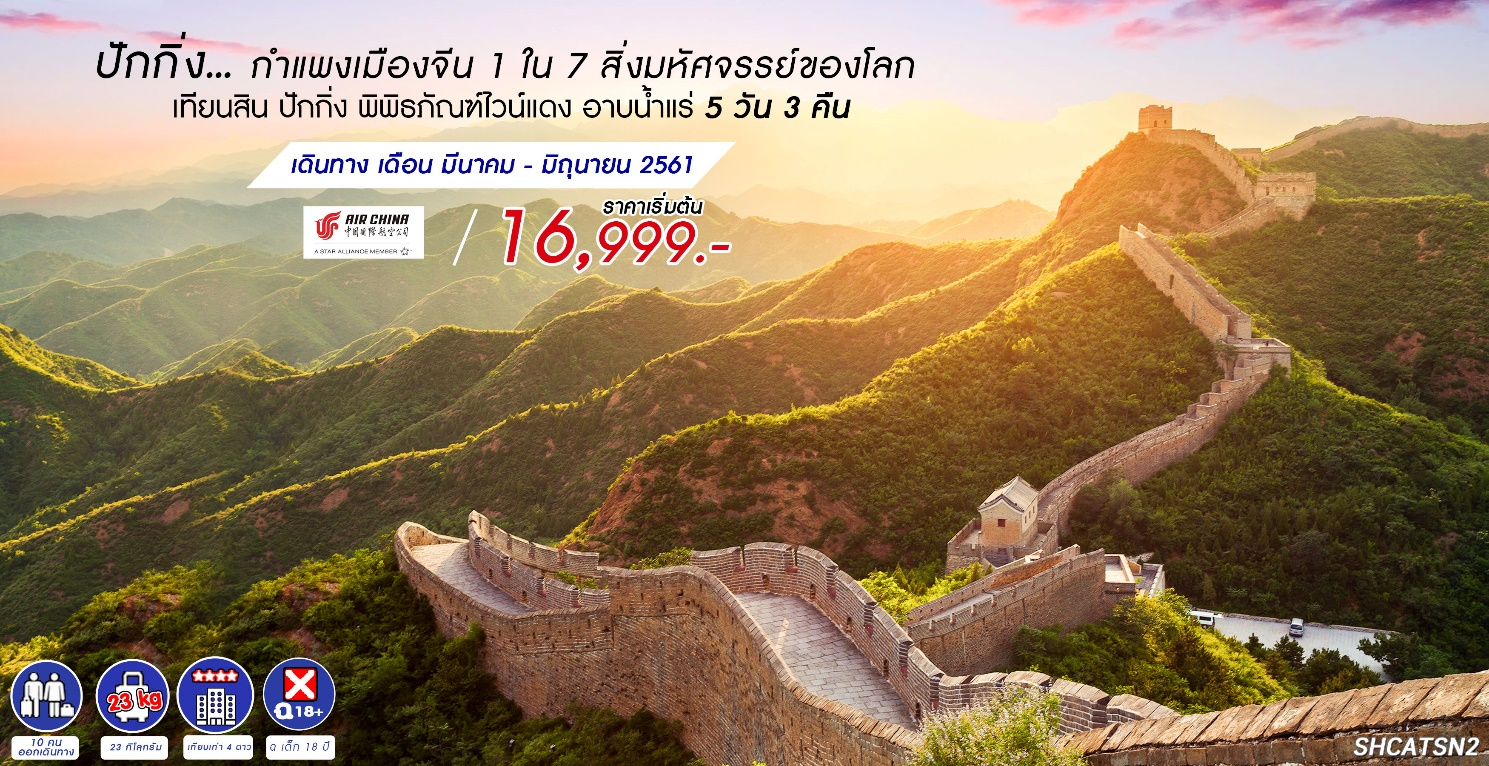 ปักกิ่ง... กำแพงเมืองจีน 1 ใน 7 สิ่งมหัศจรรย์ของโลก
เทียนสิน ปักกิ่ง พิพิธภัณฑ์ไวน์แดง อาบน้ำแร่ 5 วัน 3 คืน
เดินทาง เดือน มีนาคม - มิถุนายน 2561
AIR CHINA
中国国際航空公司
A STAR ALLIANCE MEMBER
ราคาเริ่มต้น
/ 16,999.-
23 kg
18+
10 คน
ออกเดินทาง
23 กิโลกรัม
เทียบเท่า 4 ดาว
เด็ก 18 ปี
SHCATSN2